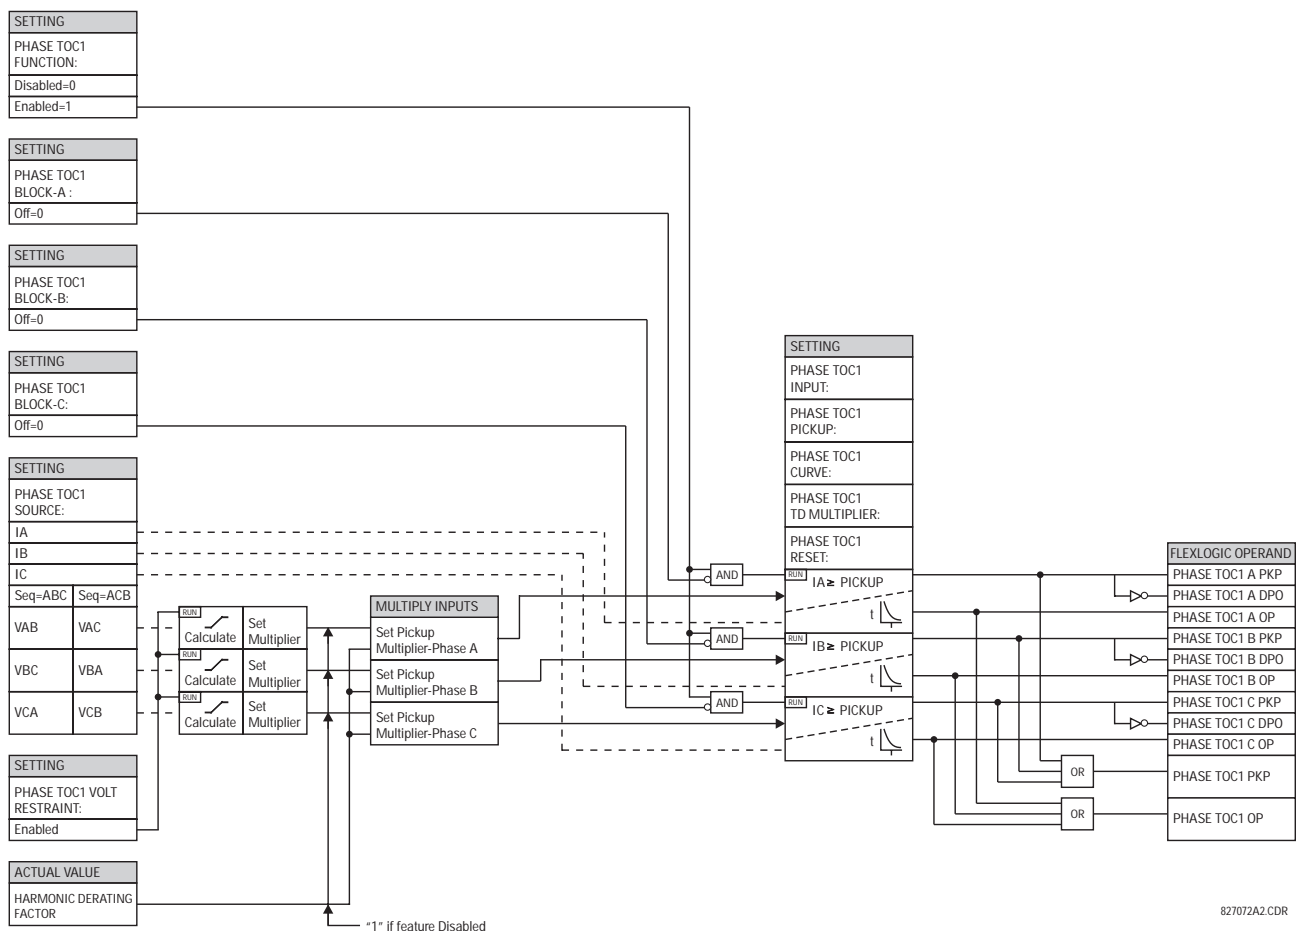 SETTING
PHASE TOC1
FUNCTION:
Disabled=0
Enabled=1
SETTING
PHASE TOC1
BLOCK-A :
Off=0
SETTING
PHASE TOC1
BLOCK-B:
Off=0
SETTING
PHASE TOC1
BLOCK-C:
Off=0
SETTING
PHASE TOC1
SOURCE:
IA
IB
IC
Seq=ABC Seq=ACB
VAB VAC
VBC VBA
VCA VCB
SETTING
PHASE TOC1 VOLT
RESTRAINT:
Enabled
ACTUAL VALUE
HARMONIC DERATING
FACTOR
RUN
Calculate
Set
Multiplier
RUN
Calculate
Set
Multiplier
RUN
Calculate
Set
Multiplier
"1" if feature Disabled
MULTIPLY INPUTS
Set Pickup
Multiplier-Phase A
Set Pickup
Multiplier-Phase B
Set Pickup
Multiplier-Phase C
AND
AND
AND
SETTING
PHASE TOC1
INPUT:
PHASE TOC1
PICKUP:
PHASE TOC1
CURVE:
PHASE TOC1
TD MULTIPLIER:
PHASE TOC1
RESET:
RUN
IA ≥ PICKUP
t
RUN
IB ≥ PICKUP
t
RUN
IC ≥ PICKUP
t
OR
OR
FLEXLOGIC OPERAND
PHASE TOC1 A PKP
PHASE TOC1 A DPO
PHASE TOC1 A OP
PHASE TOC1 B PKP
PHASE TOC1 B DPO
PHASE TOC1 B OP
PHASE TOC1 C PKP
PHASE TOC1 C DPO
PHASE TOC1 C OP
PHASE TOC1 PKP
PHASE TOC1 OP
827072A2.CDR